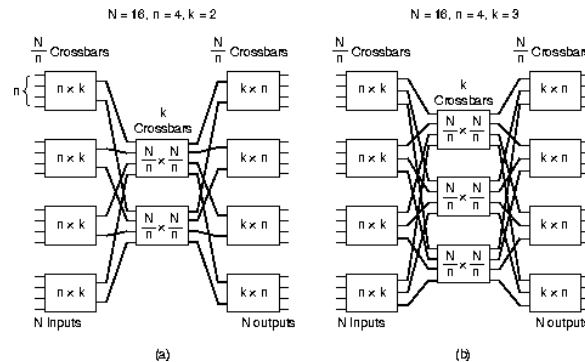 N = 16, n = 4, k = 2
N/n Crossbars
N/n Crossbars
n
n × k
k × n
k
Crossbars
n × k
N/n × N/n
k × n
n × k
N/n × N/n
k × n
n × k
k × n
N Inputs
N outputs
(a)
N = 16, n = 4, k = 3
N/n Crossbars
N/n Crossbars
n × k
k × n
k
Crossbars
N/n × N/n
n × k
k × n
N/n × N/n
n × k
k × n
N/n × N/n
n × k
k × n
N Inputs
N outputs
(b)